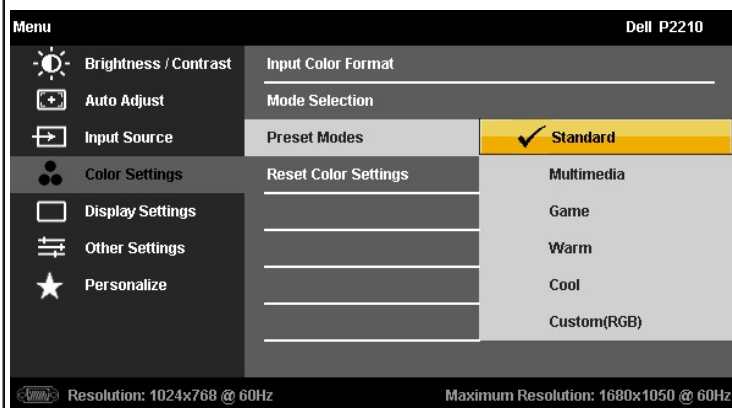 Menu Dell P2210
Brightness / Contrast Input Color Format
Auto Adjust Mode Selection
Input Source Preset Modes Standard
Color Settings Reset Color Settings Multimedia
Display Settings Game
Other Settings Warm
Personalize Cool
Custom(RGB)
Resolution: 1024x768 @ 60Hz Maximum Resolution: 1680x1050 @ 60Hz